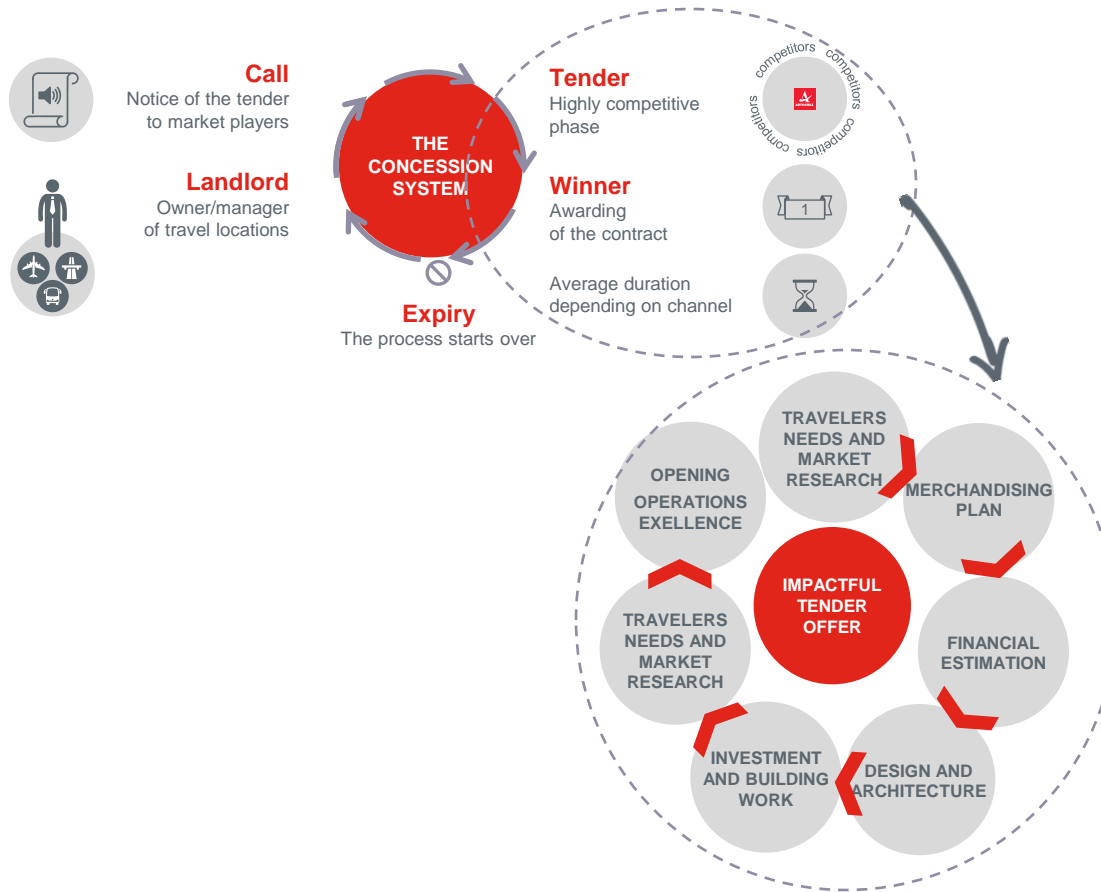 Call
Notice of the tender
to market players
Landlord
Owner/manager
of travel locations
THE
CONCESSION
SYSTEM
Expiry
The process starts over
Tender
Highly competitive
phase
Winner
Awarding
of the contract
Average duration
depending on channel
competitors
competitors
competitors
competitors
competitors
1
TRAVELERS
NEEDS AND
MARKET
RESEARCH
MERCHANDISING
PLAN
FINANCIAL
ESTIMATION
DESIGN AND
ARCHITECTURE
INVESTMENT
AND BUILDING
WORK
TRAVELERS
NEEDS AND
MARKET
RESEARCH
OPENING
OPERATIONS
EXELLENCE
IMPACTFUL
TENDER
OFFER